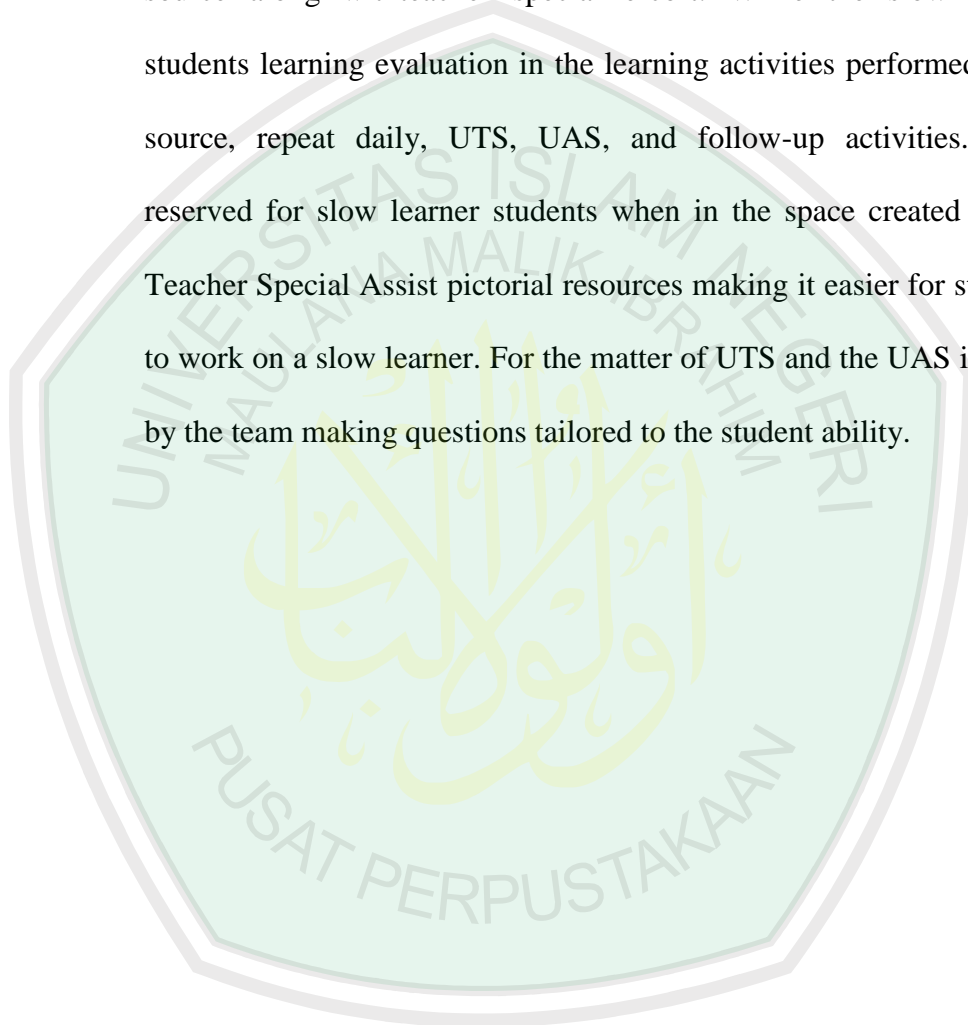 students learning evaluation in the learning activities performed
source, repeat daily, UTS, UAS, and follow-up activities.
reserved for slow learner students when in the space created
Teacher Special Assist pictorial resources making it easier for
to work on a slow learner. For the matter of UTS and the UAS
by the team making questions tailored to the student ability.
UNIVERSITAS ISLAM NEGERI
MAULANA MALIK IBRAHIM
PUSAT PERPUSTAKAAN